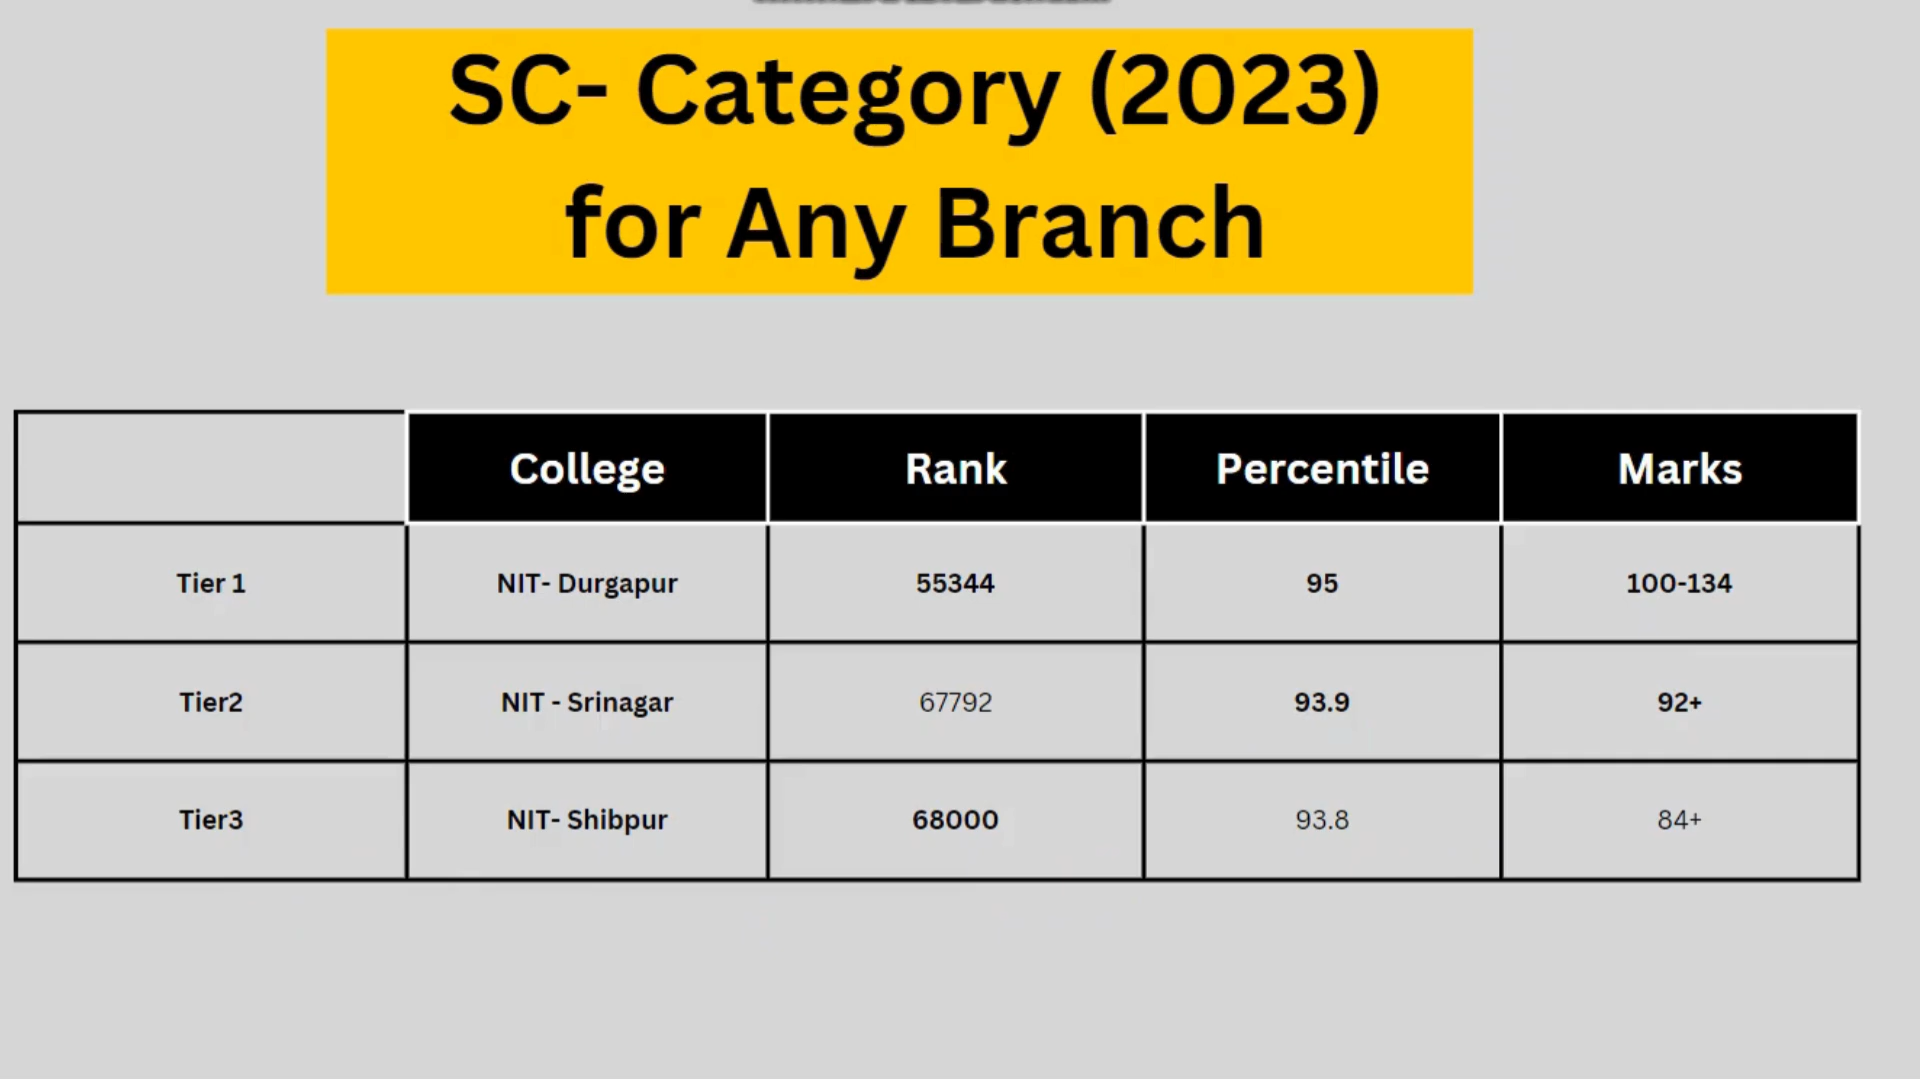 SC- Category (2023)
for Any Branch
College Rank Percentile Marks
Tier 1 NIT- Durgapur 55344 95 100-134
Tier2 NIT - Srinagar 67792 93.9 92+
Tier3 NIT- Shibpur 68000 93.8 84+